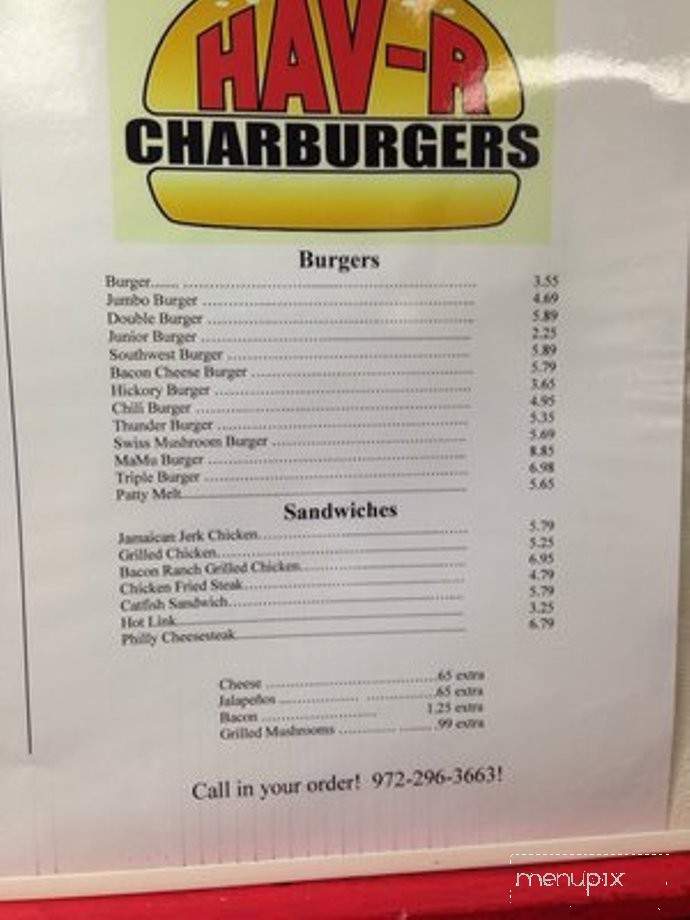 HAV-R
CHARBURGERS
Burgers
Burger....... 3.55
Jumbo Burger 4.69
Double Burger 5.89
Junior Burger 2.25
Southwest Burger 5.89
Bacon Cheese Burger 5.79
Hickory Burger 3.65
Chili Burger 4.95
Thunder Burger 5.35
Swiss Mushroom Burger 5.69
MaMu Burger 8.85
Triple Burger 6.98
Patty Melt 5.65
Sandwiches
Jamaican Jerk Chicken 5.79
Grilled Chicken 5.25
Bacon Ranch Grilled Chicken 6.95
Chicken Fried Steak 4.79
Catfish Sandwich 5.79
Hot Link 3.25
Philly Cheesesteak 6.79
Cheese .65 extra
Jalapeños .65 extra
Bacon 1.25 extra
Grilled Mushrooms .99 extra
Call in your order! 972-296-3663!
menupix